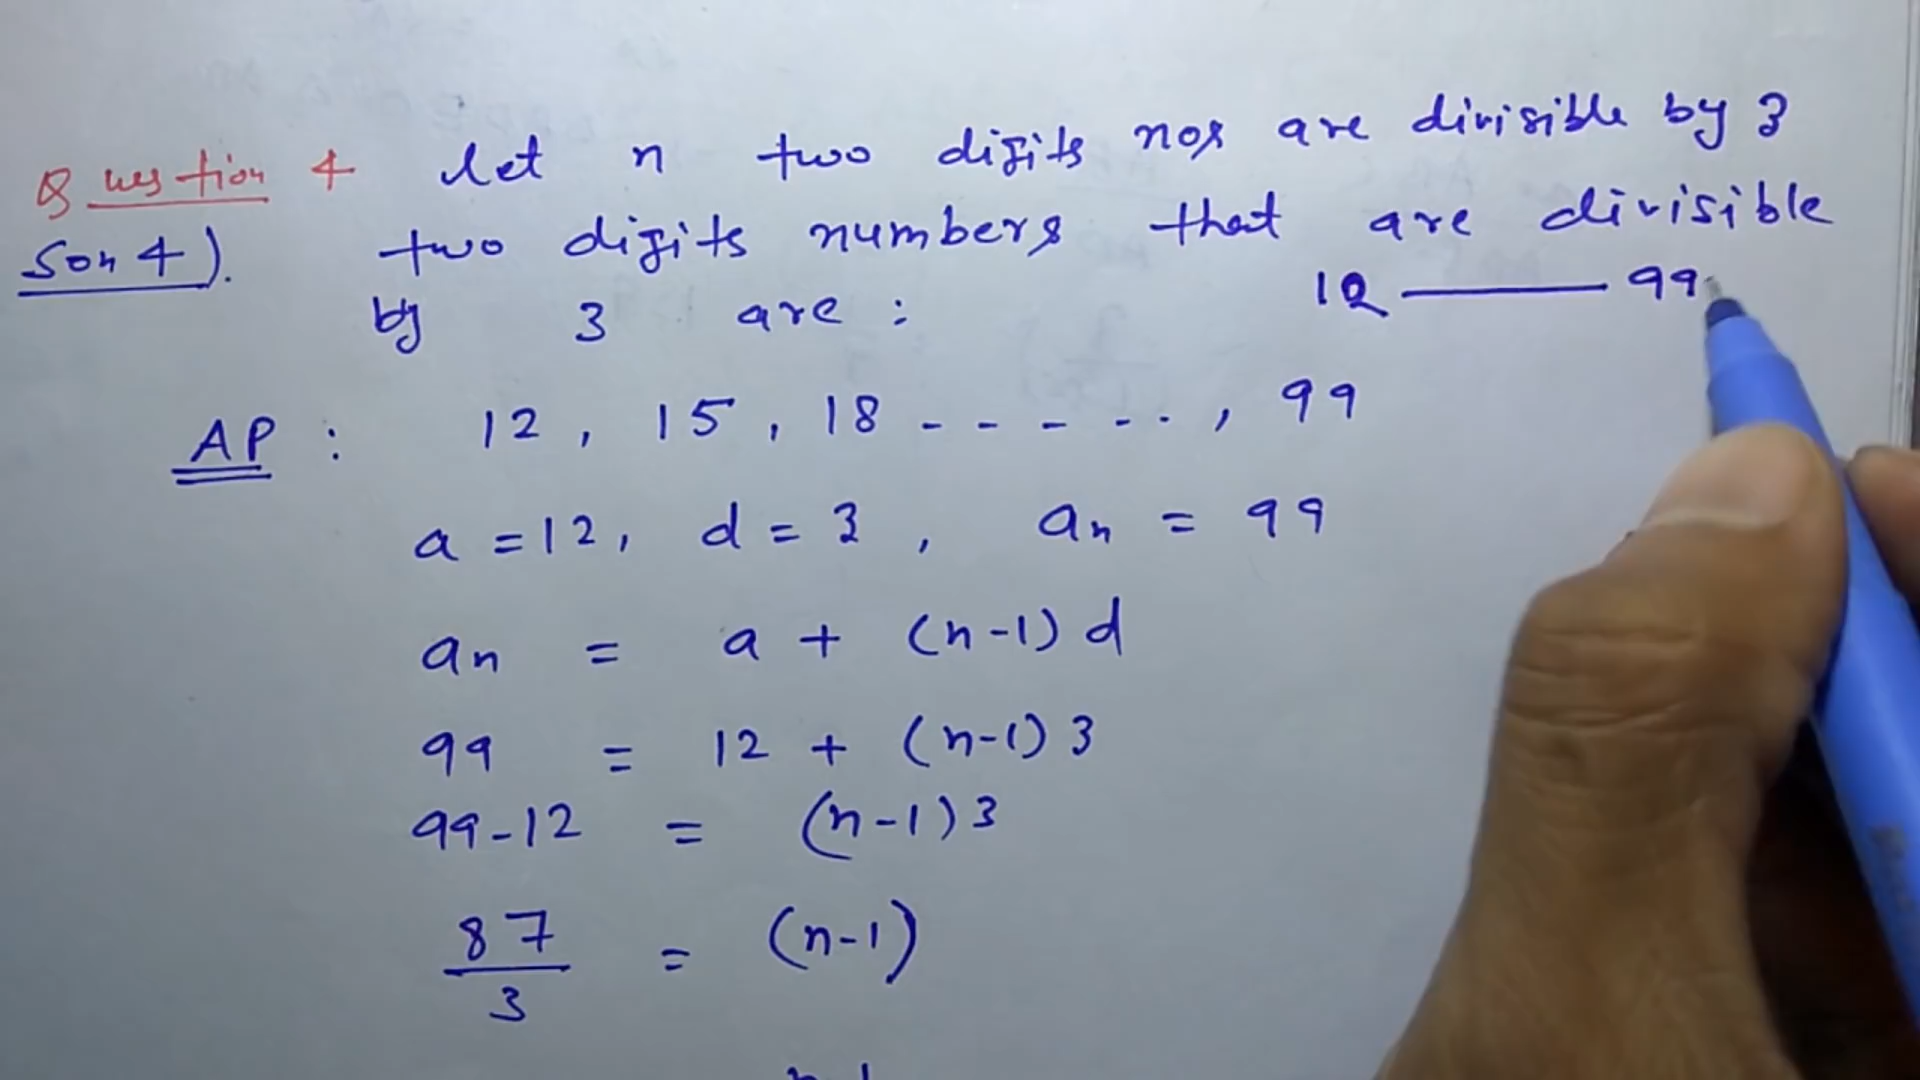 Question 4 let n two digits nos are divisible by 3
Son 4). two digits numbers that are divisible
by 3 are : 12 —— 99
AP : 12, 15, 18 - - - - - ., 99
a = 12, d = 3, an = 99
an = a + (n-1) d
99 = 12 + (n-1) 3
99-12 = (n-1) 3
87/3 = (n-1)